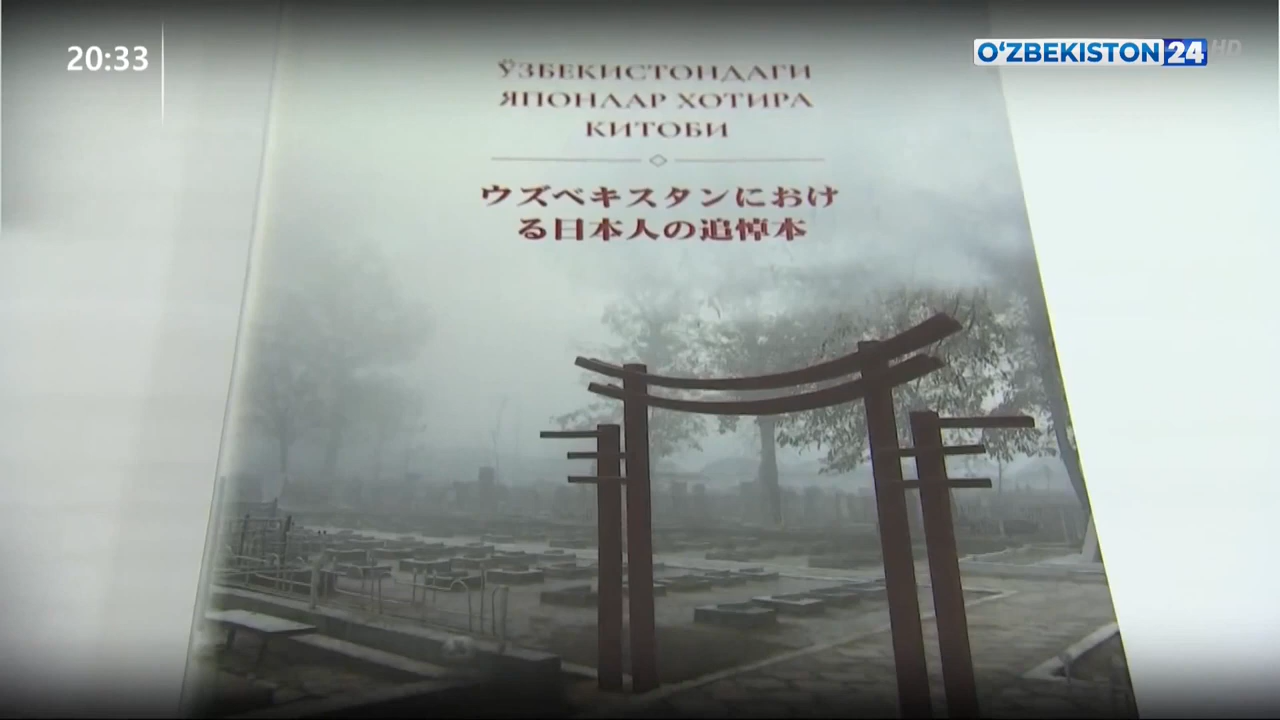 20:33
O‘ZBEKISTON 24 HD
ЎЗБЕКИСТОНДАГИ
ЯПОНЛАР ХОТИРА
КИТОБИ
ウズベキスタンにおけ
る日本人の追悼本